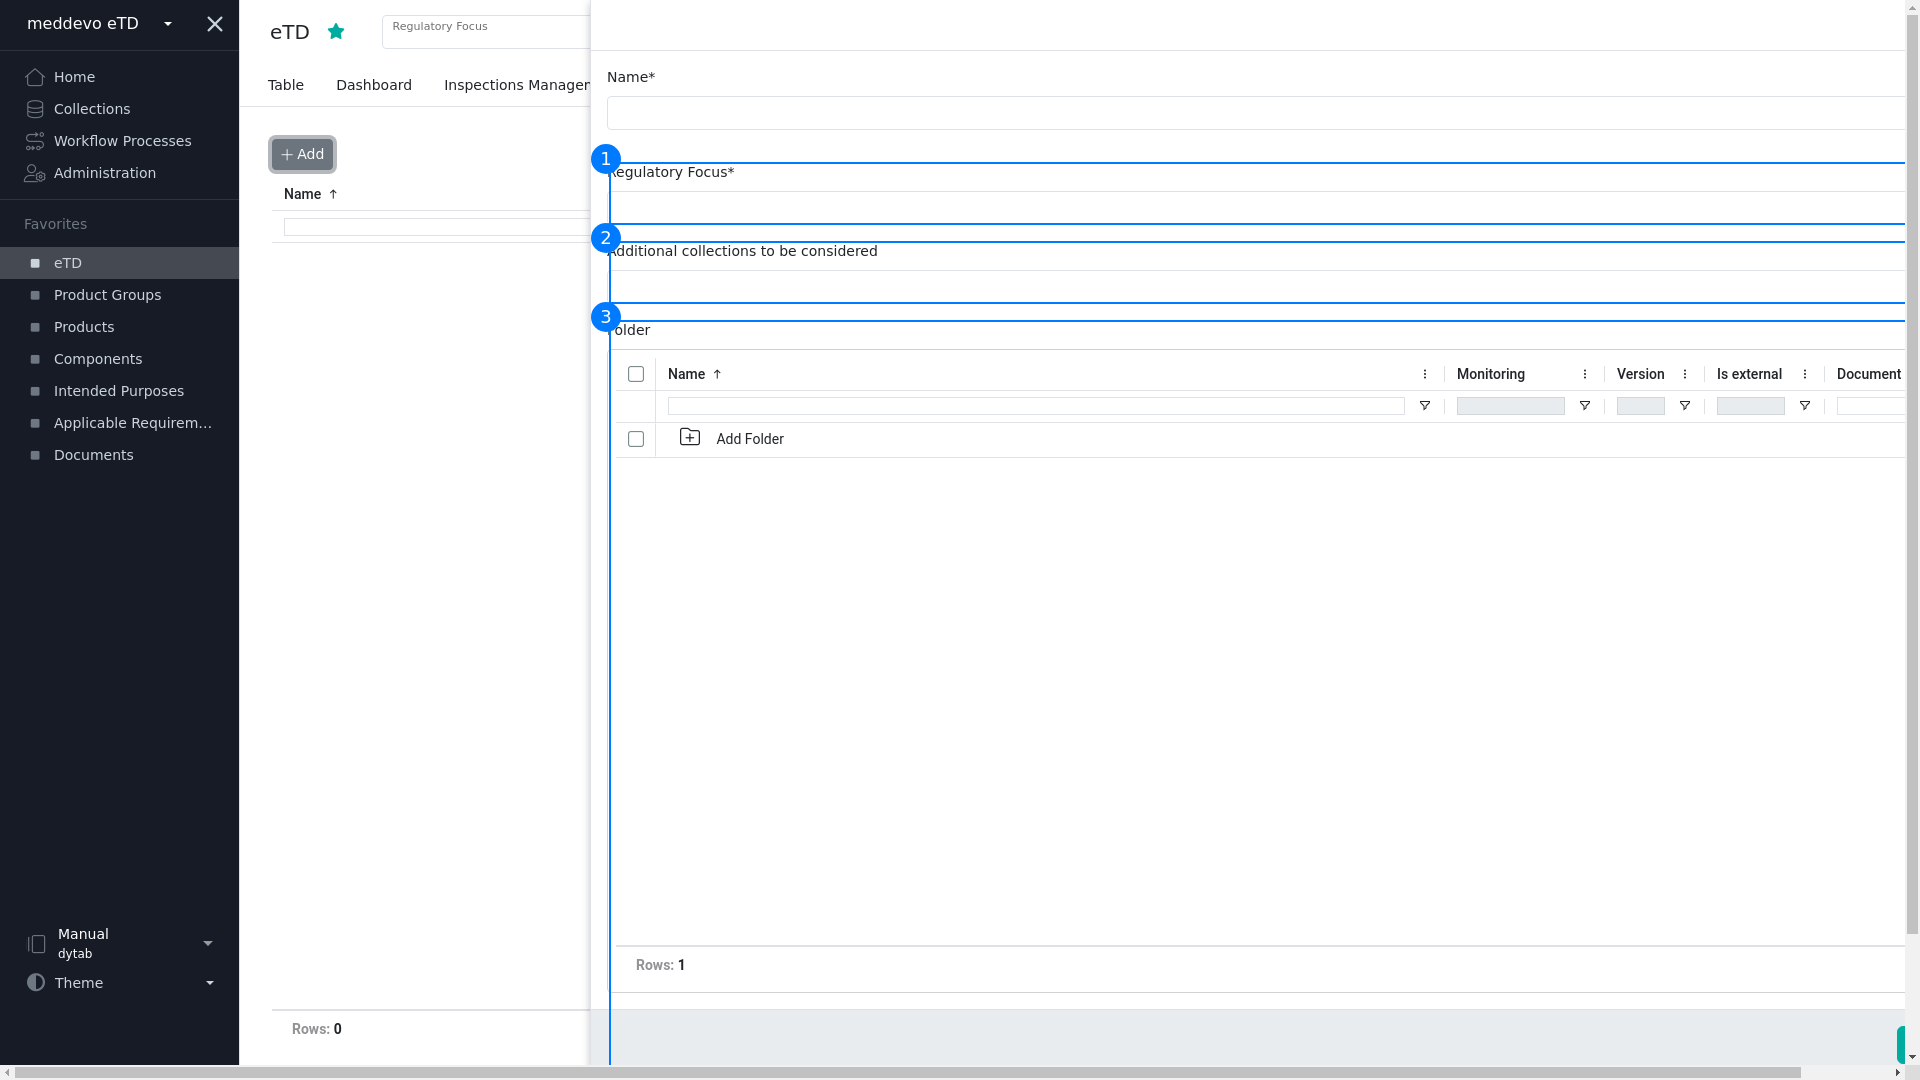 meddevo eTD
Home
Collections
Workflow Processes
Administration
Favorites
eTD
Product Groups
Products
Components
Intended Purposes
Applicable Requirem...
Documents
Manual
dytab
Theme
eTD
Regulatory Focus
Table
Dashboard
Inspections Manager
+ Add
Name ↑
Rows: 0
Name*
1
Regulatory Focus*
2
Additional collections to be considered
3
Folder
Name ↑
Monitoring
Version
Is external
Document
Add Folder
Rows: 1